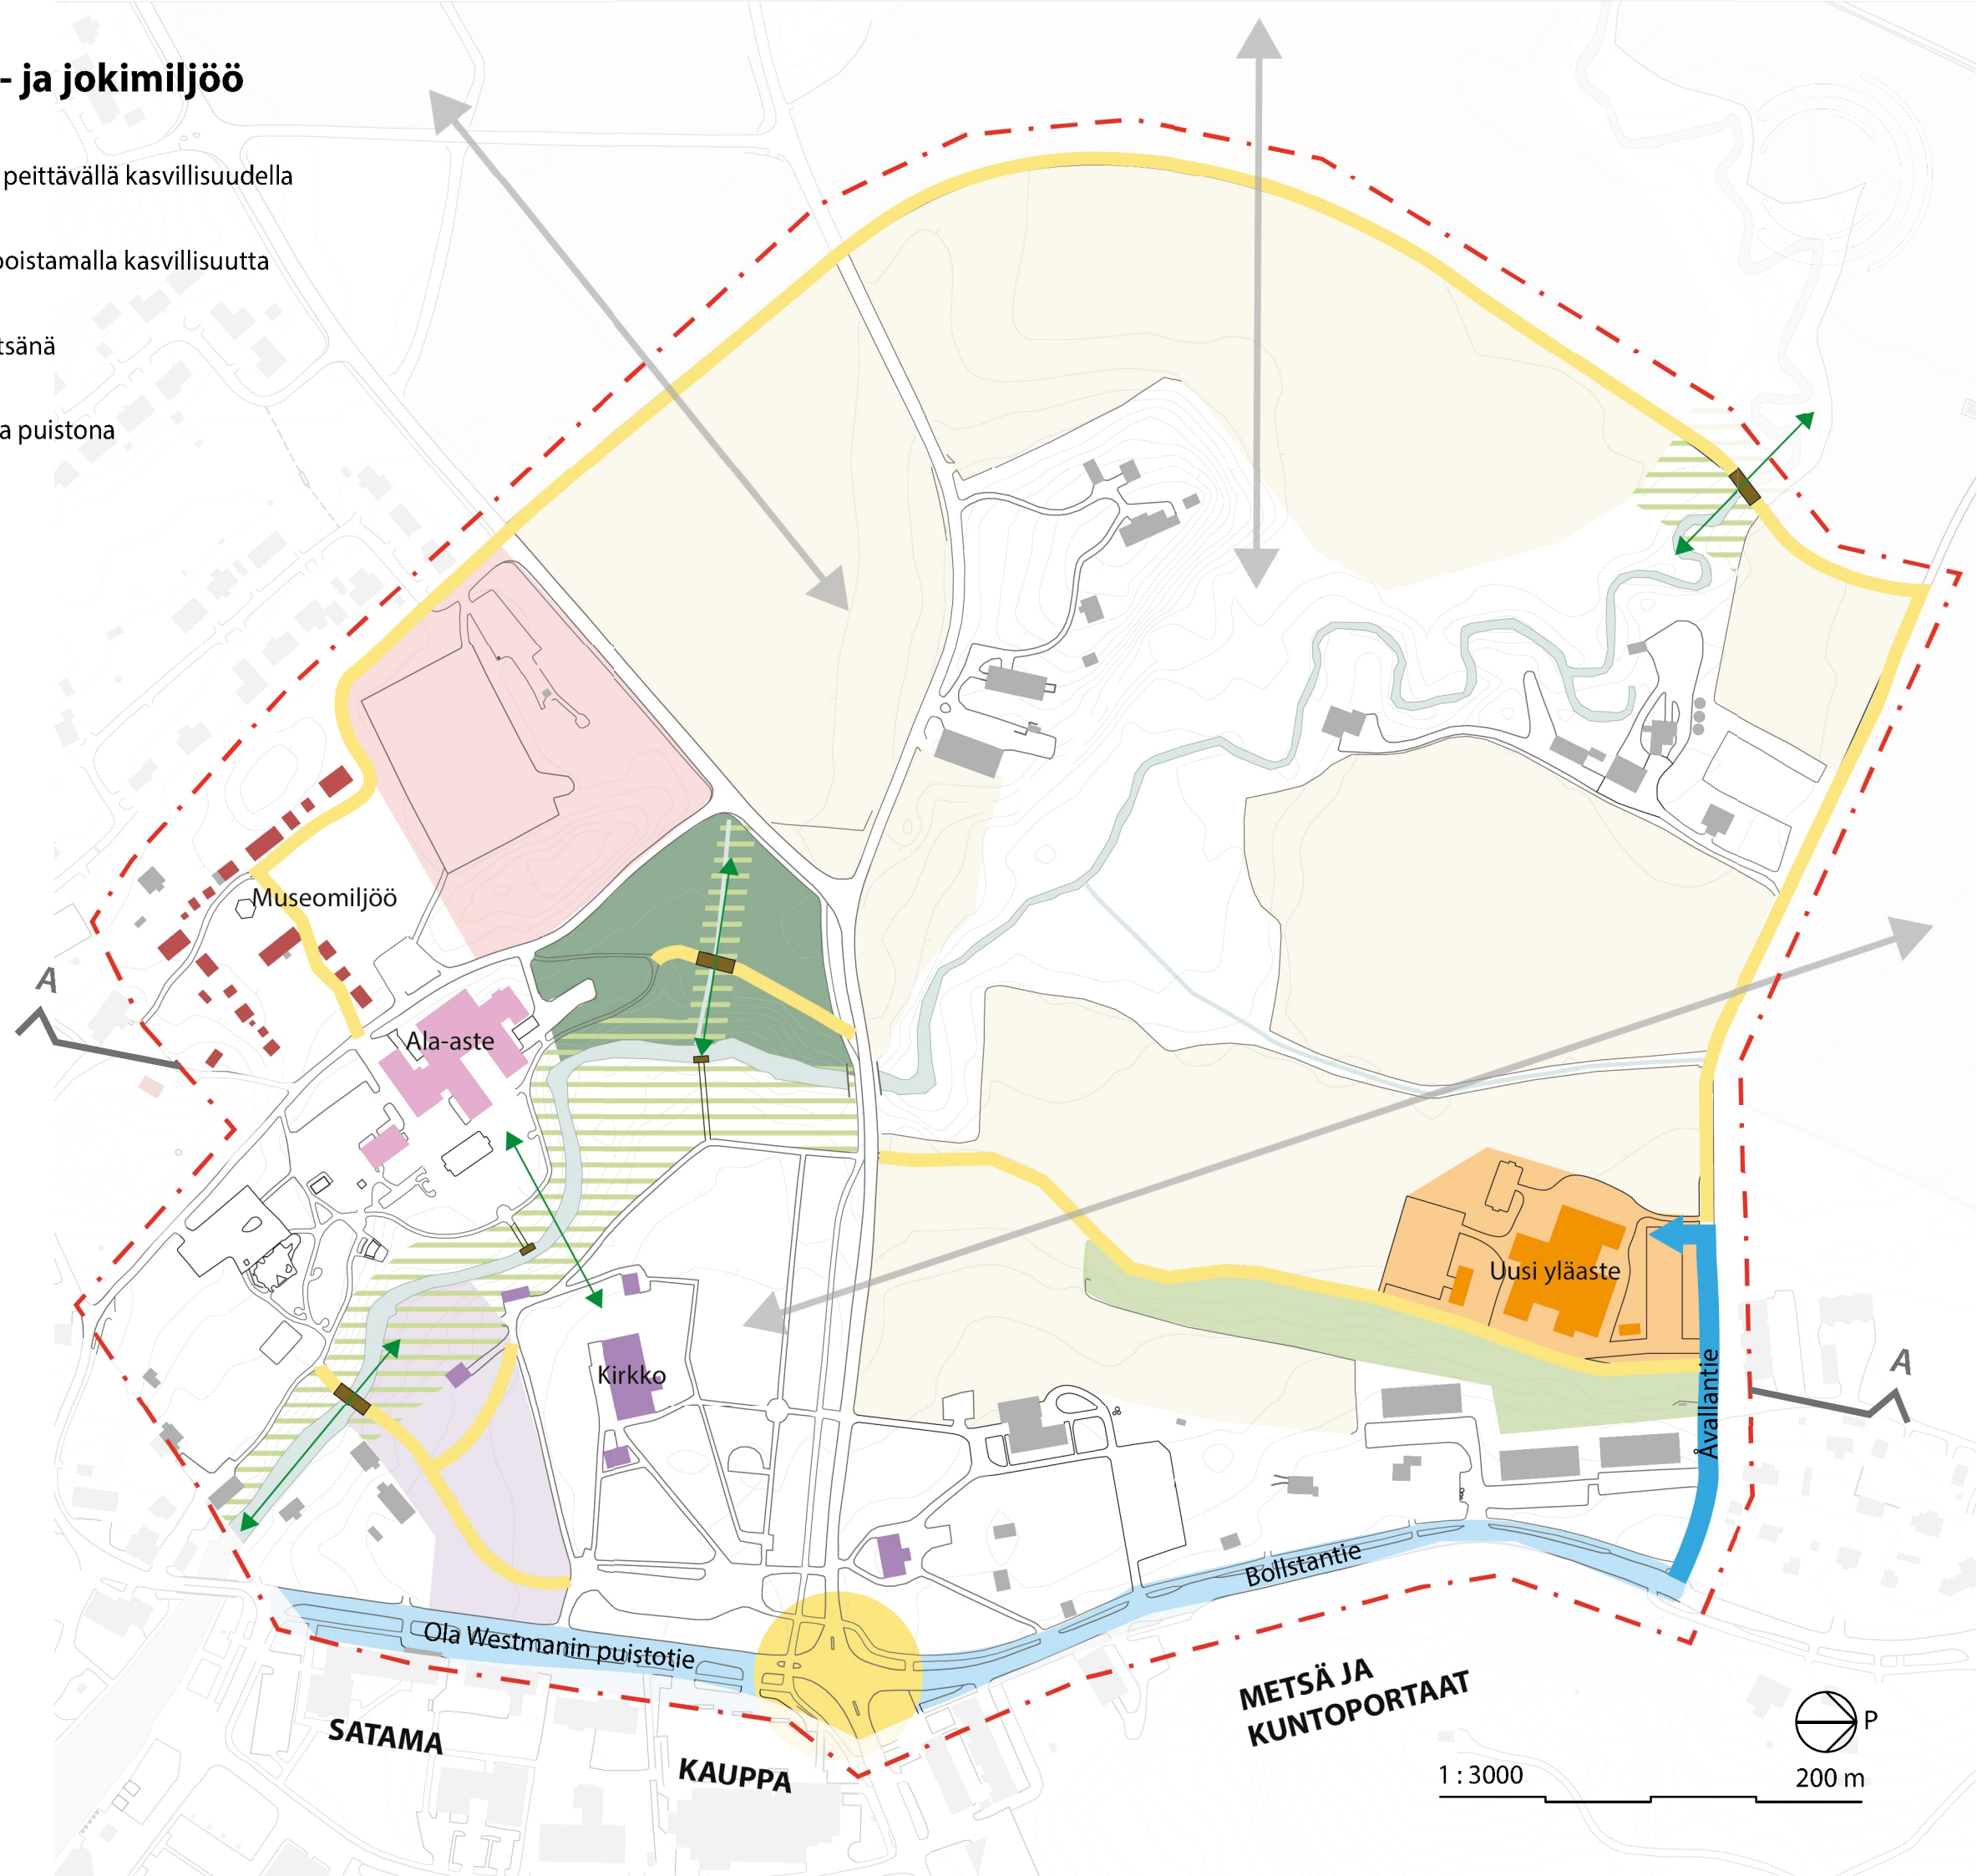 - ja jokimiljöö
peittävällä kasvillisuudella
poistamalla kasvillisuutta
tsänä
a puistona
Museomiljöö
A
Ala-aste
Uusi yläaste
Kirkko
Avallantie
A
Bollstantie
Ola Westmanin puistotie
METSÄ JA
KUNTOPORTAAT
SATAMA
KAUPPA
P
1 : 3000
200 m